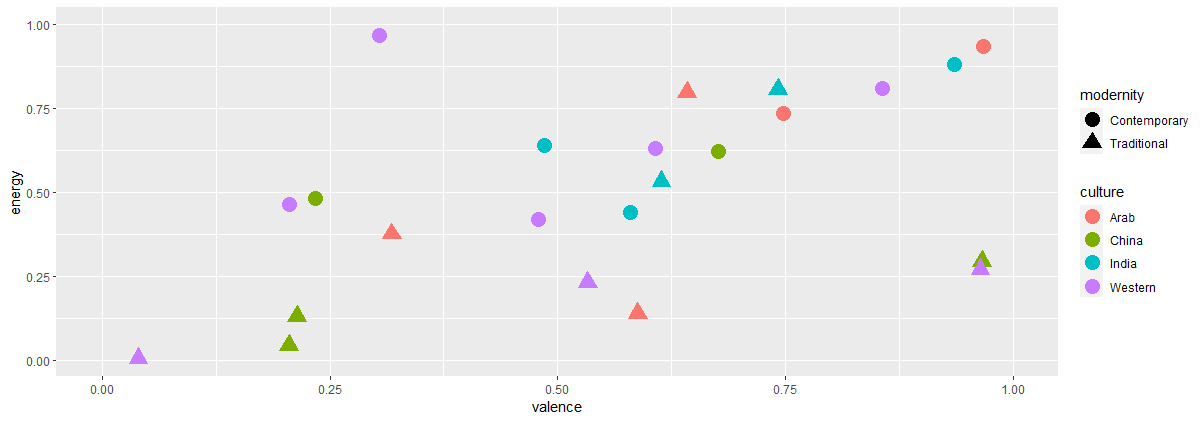 1.00
0.75
0.50
0.25
0.00
energy
0.00 0.25 0.50 0.75 1.00
valence
modernity
Contemporary
Traditional
culture
Arab
China
India
Western